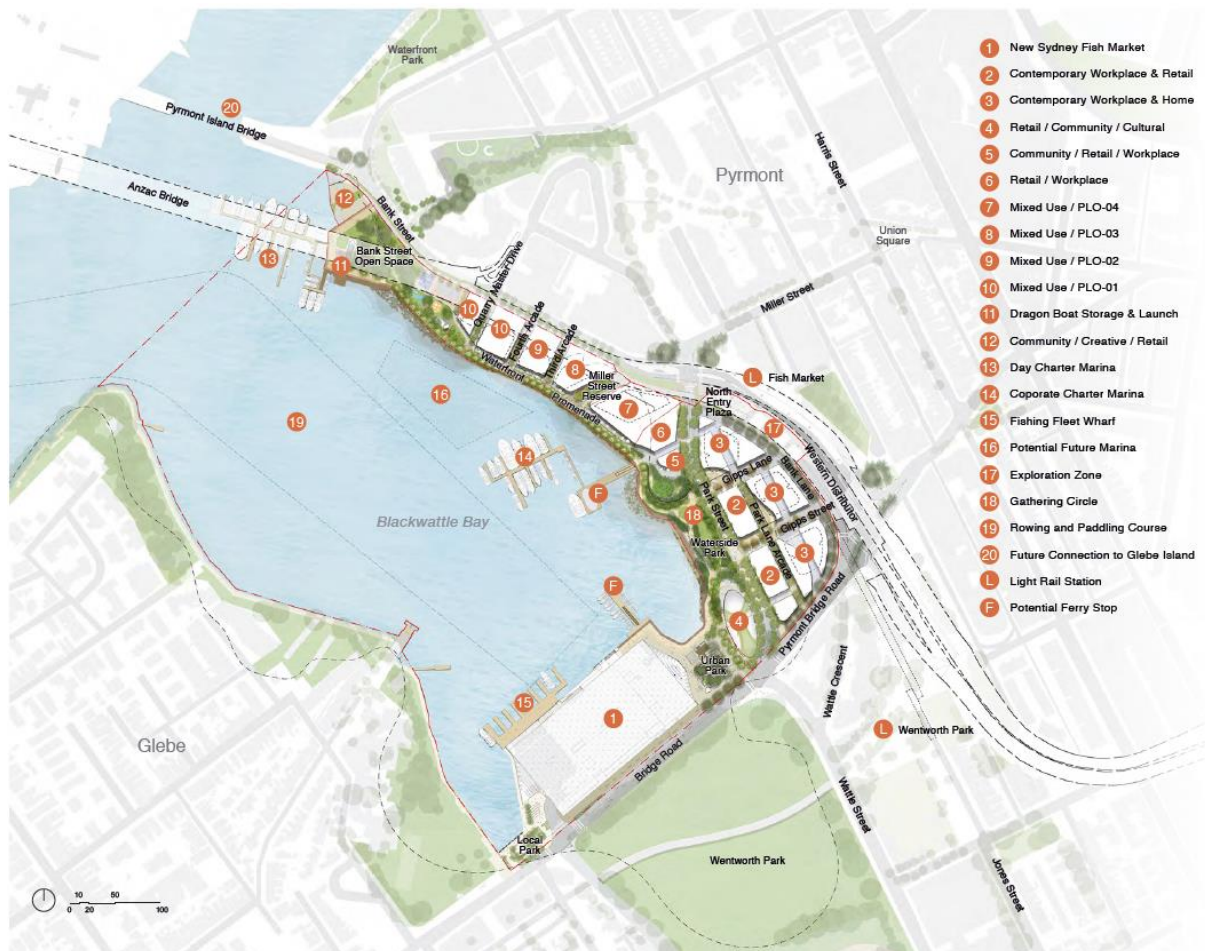 Waterfront
Park
20
Pyrmont Island Bridge
Anzac Bridge
12
Bank Street
13
Bank Street
Open Space
11
Pyrmont
Harris Street
Union
Square
Miller Street
Quarry Master Drive
10
10
Fourth Arcade
9
Third Arcade
8
Waterfront
Promenade
Miller
Street
Reserve
7
6
5
L Fish Market
North
Entry
Plaza
17
Western Distributor
3
Gipps Lane
Bank Lane
3
2
Gipps Street
Park Street
Park Lane Arcade
3
2
18
Waterside
Park
4
Pyrmont Bridge Road
16
19
14
F
Blackwattle Bay
F
Urban
Park
15
1
Bridge Road
Wattle Crescent
L Wentworth Park
Wattle Street
Jones Street
Wentworth Park
Local
Park
Glebe
10 50
0 20 100
1 New Sydney Fish Market
2 Contemporary Workplace & Retail
3 Contemporary Workplace & Home
4 Retail / Community / Cultural
5 Community / Retail / Workplace
6 Retail / Workplace
7 Mixed Use / PLO-04
8 Mixed Use / PLO-03
9 Mixed Use / PLO-02
10 Mixed Use / PLO-01
11 Dragon Boat Storage & Launch
12 Community / Creative / Retail
13 Day Charter Marina
14 Coporate Charter Marina
15 Fishing Fleet Wharf
16 Potential Future Marina
17 Exploration Zone
18 Gathering Circle
19 Rowing and Paddling Course
20 Future Connection to Glebe Island
L Light Rail Station
F Potential Ferry Stop